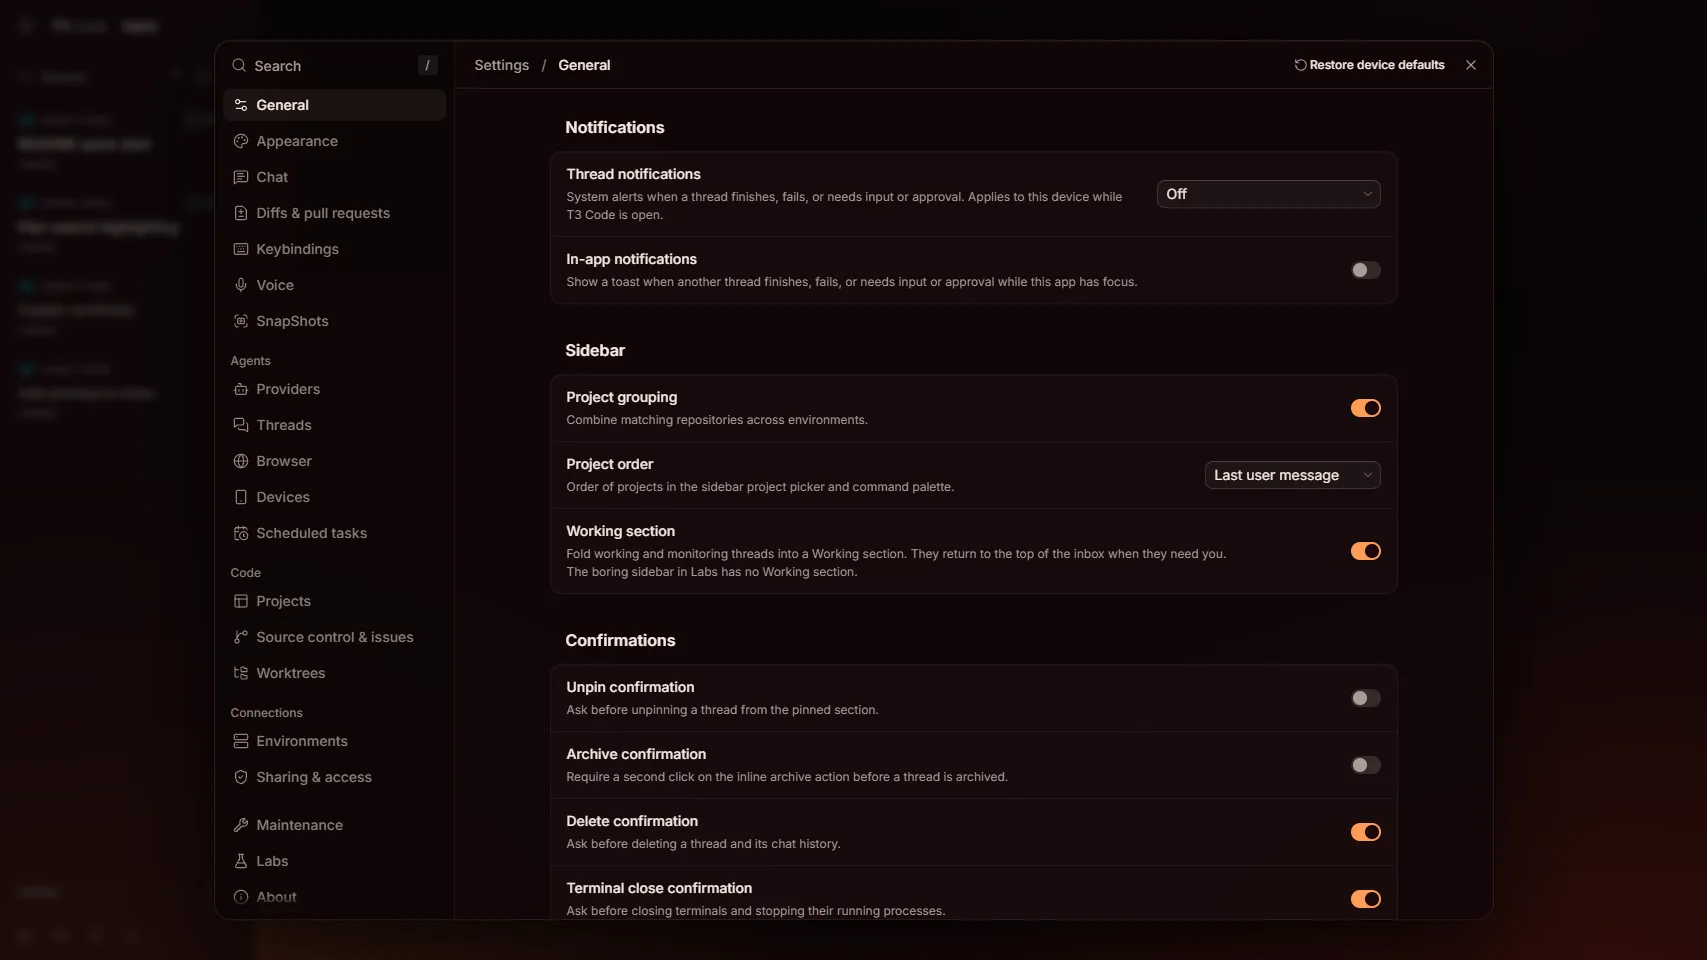 Search
/
General
Appearance
Chat
Diffs & pull requests
Keybindings
Voice
SnapShots
Agents
Providers
Threads
Browser
Devices
Scheduled tasks
Code
Projects
Source control & issues
Worktrees
Connections
Environments
Sharing & access
Maintenance
Labs
About
Settings / General
Restore device defaults
Notifications
Thread notifications
System alerts when a thread finishes, fails, or needs input or approval. Applies to this device while
T3 Code is open.
Off
In-app notifications
Show a toast when another thread finishes, fails, or needs input or approval while this app has focus.
Sidebar
Project grouping
Combine matching repositories across environments.
Project order
Order of projects in the sidebar project picker and command palette.
Last user message
Working section
Fold working and monitoring threads into a Working section. They return to the top of the inbox when they need you.
The boring sidebar in Labs has no Working section.
Confirmations
Unpin confirmation
Ask before unpinning a thread from the pinned section.
Archive confirmation
Require a second click on the inline archive action before a thread is archived.
Delete confirmation
Ask before deleting a thread and its chat history.
Terminal close confirmation
Ask before closing terminals and stopping their running processes.